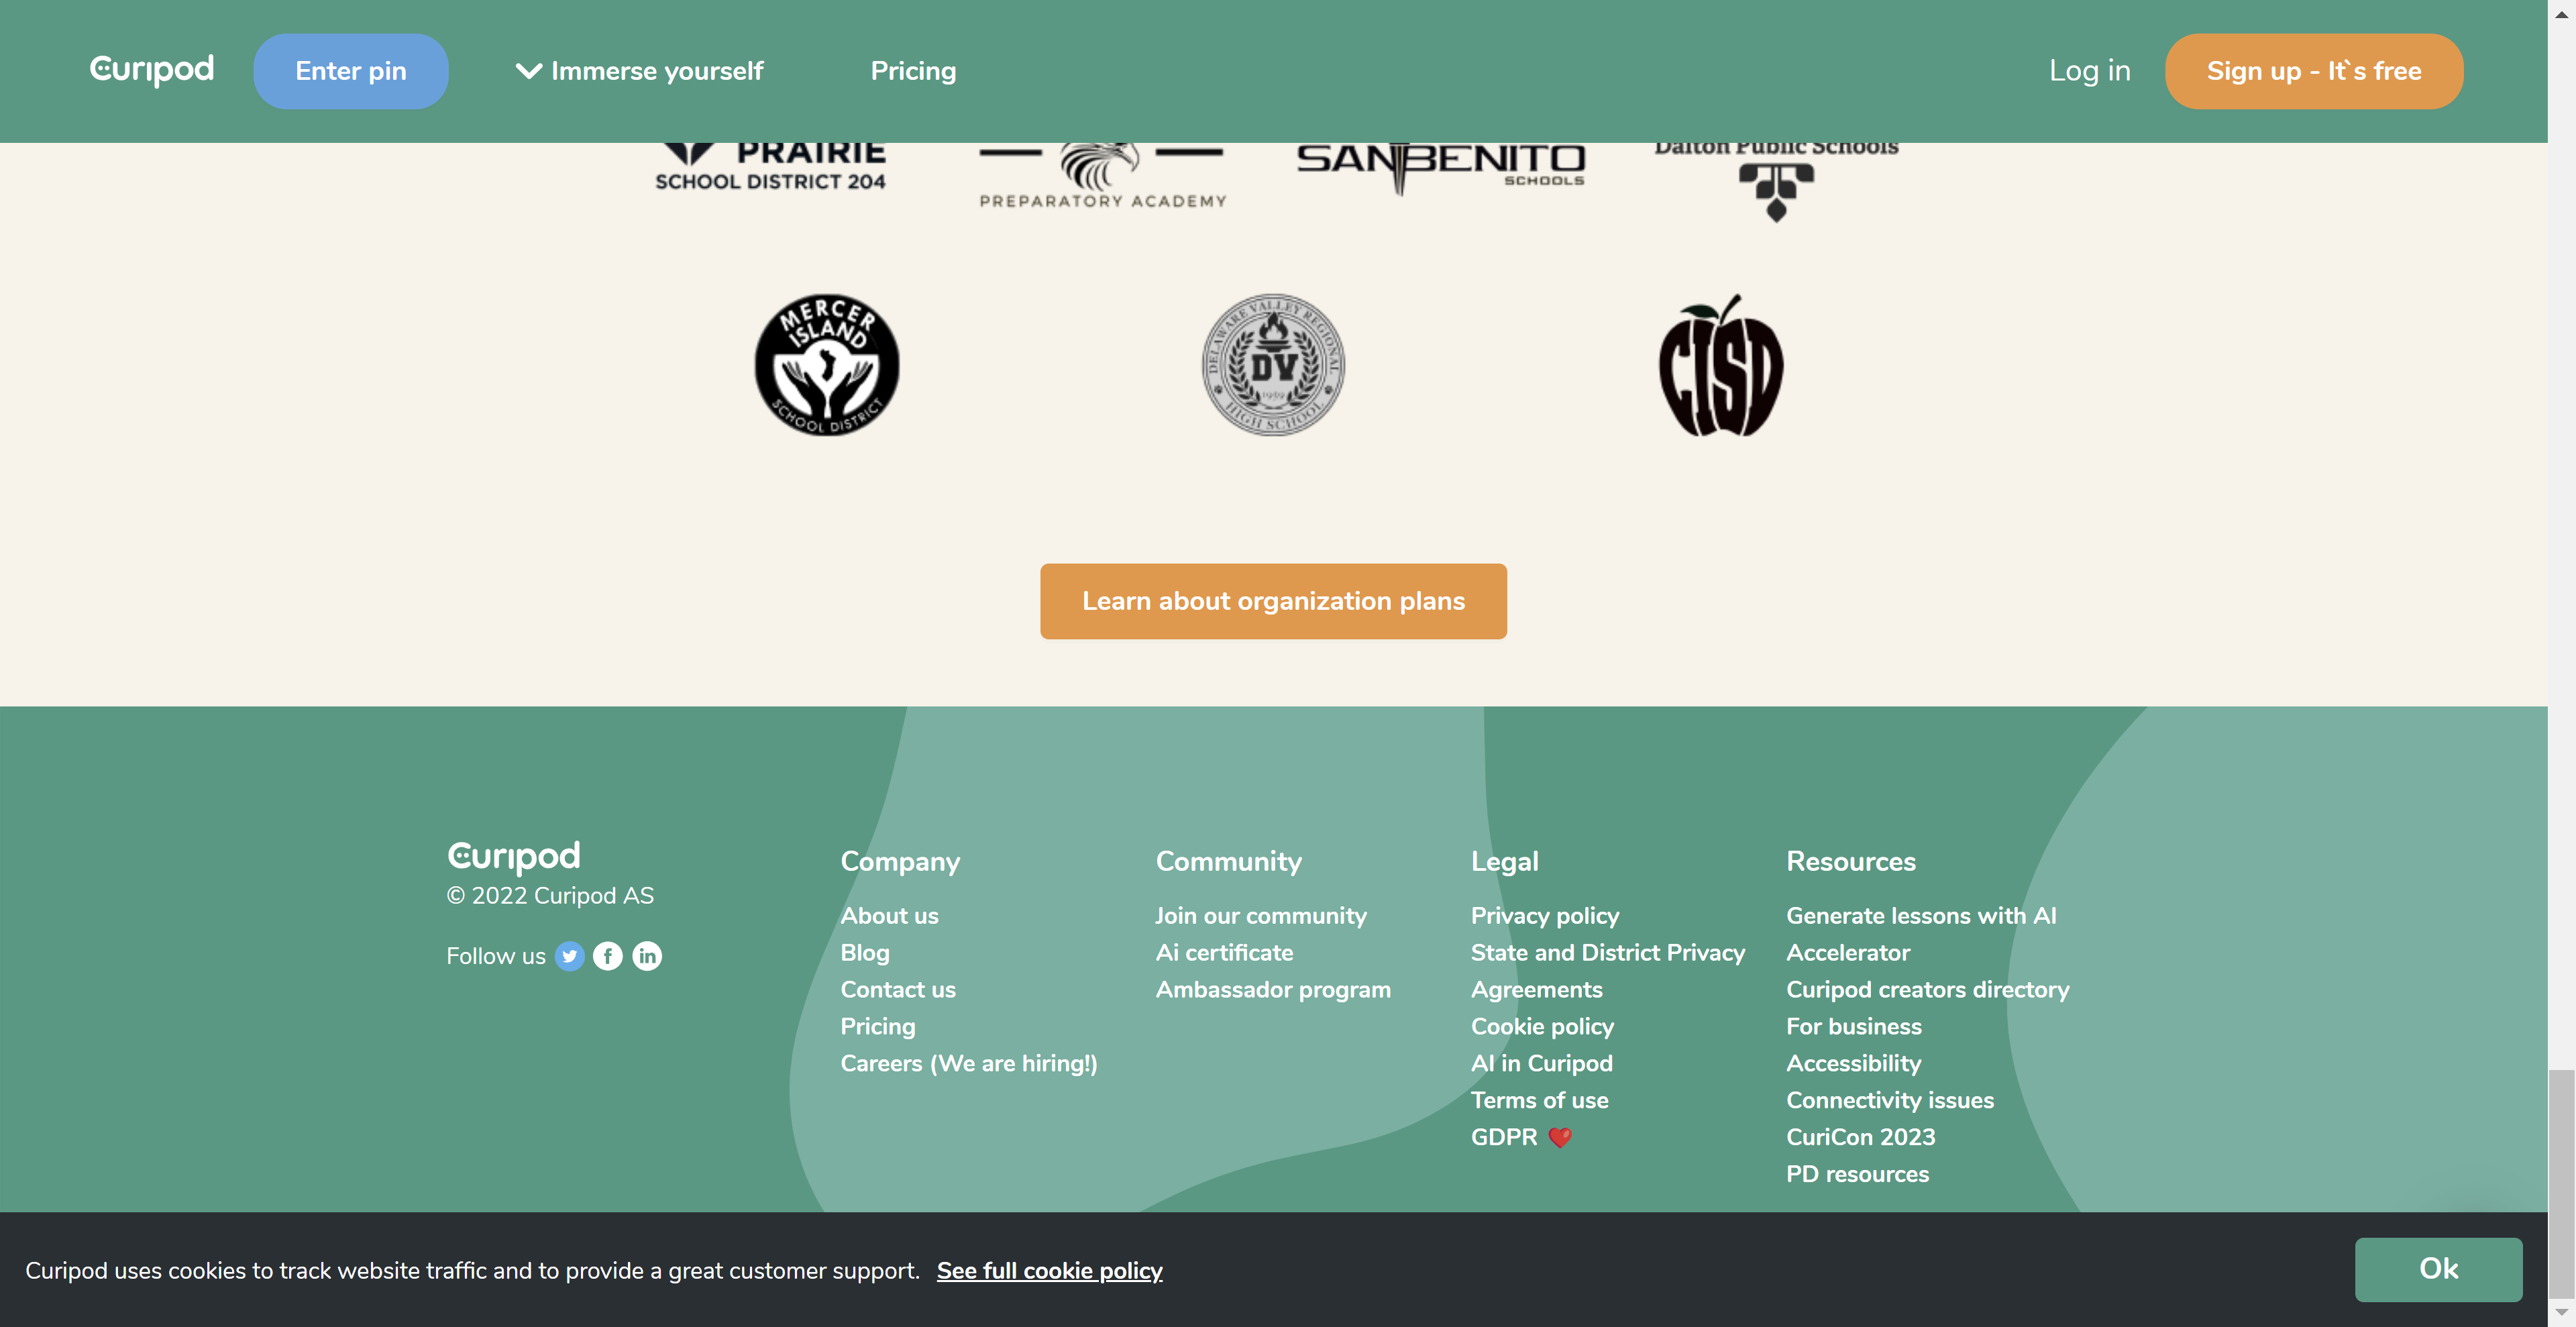 Curipod
Enter pin
Immerse yourself
Pricing
Log in
Sign up - It`s free
PRAIRIE
SCHOOL DISTRICT 204
PREPARATORY ACADEMY
SANBENITO
SCHOOLS
Dalton Public Schools
MERCER
ISLAND
SCHOOL DISTRICT
DELAWARE VALLEY REGIONAL
DV
1959
HIGH SCHOOL
CISD
Learn about organization plans
Curipod
© 2022 Curipod AS
Follow us
Company
About us
Blog
Contact us
Pricing
Careers (We are hiring!)
Community
Join our community
Ai certificate
Ambassador program
Legal
Privacy policy
State and District Privacy
Agreements
Cookie policy
AI in Curipod
Terms of use
GDPR ❤️
Resources
Generate lessons with AI
Accelerator
Curipod creators directory
For business
Accessibility
Connectivity issues
CuriCon 2023
PD resources
Curipod uses cookies to track website traffic and to provide a great customer support. See full cookie policy
Ok